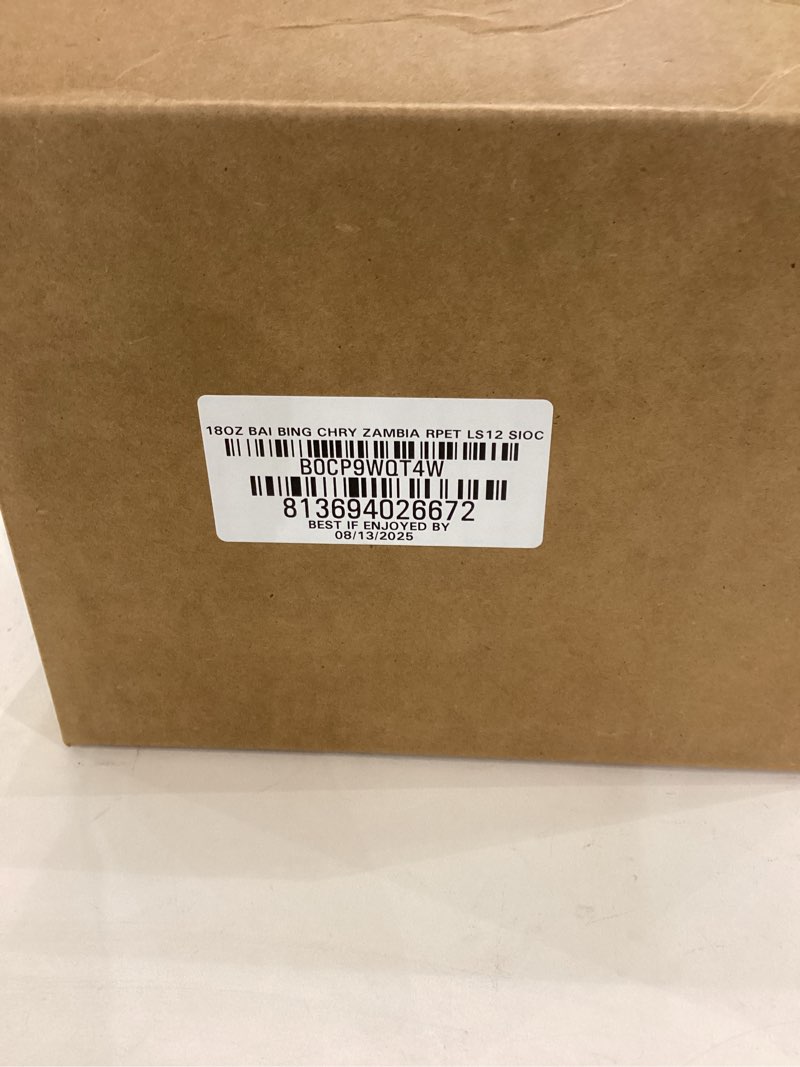 18OZ BAI BING CHRY ZAMBIA RPET LS12 SIOC
B0CP9WQT4W
813694026672
BEST IF ENJOYED BY
08/13/2025